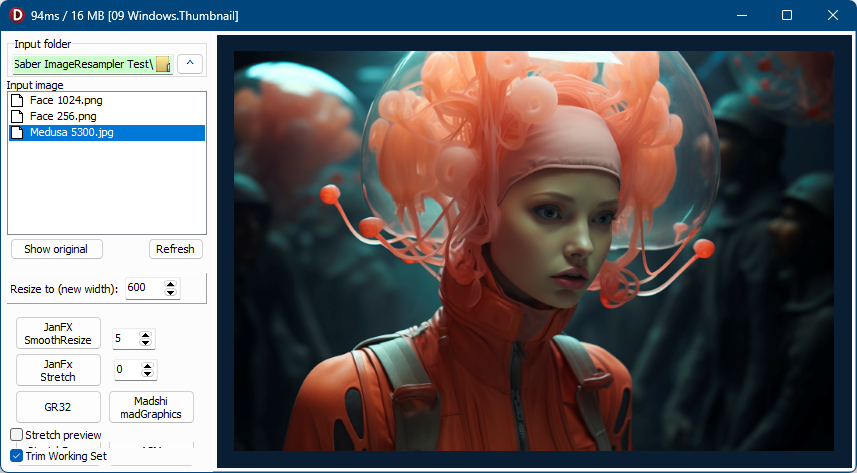 94ms / 16 MB [09 Windows.Thumbnail]
Input folder
Saber ImageResampler Test\
^
Input image
Face 1024.png
Face 256.png
Medusa 5300.jpg
Show original
Refresh
Resize to (new width):
600
JanFX
SmoothResize
5
JanFx
Stretch
0
GR32
Madshi
madGraphics
Stretch preview
Trim Working Set